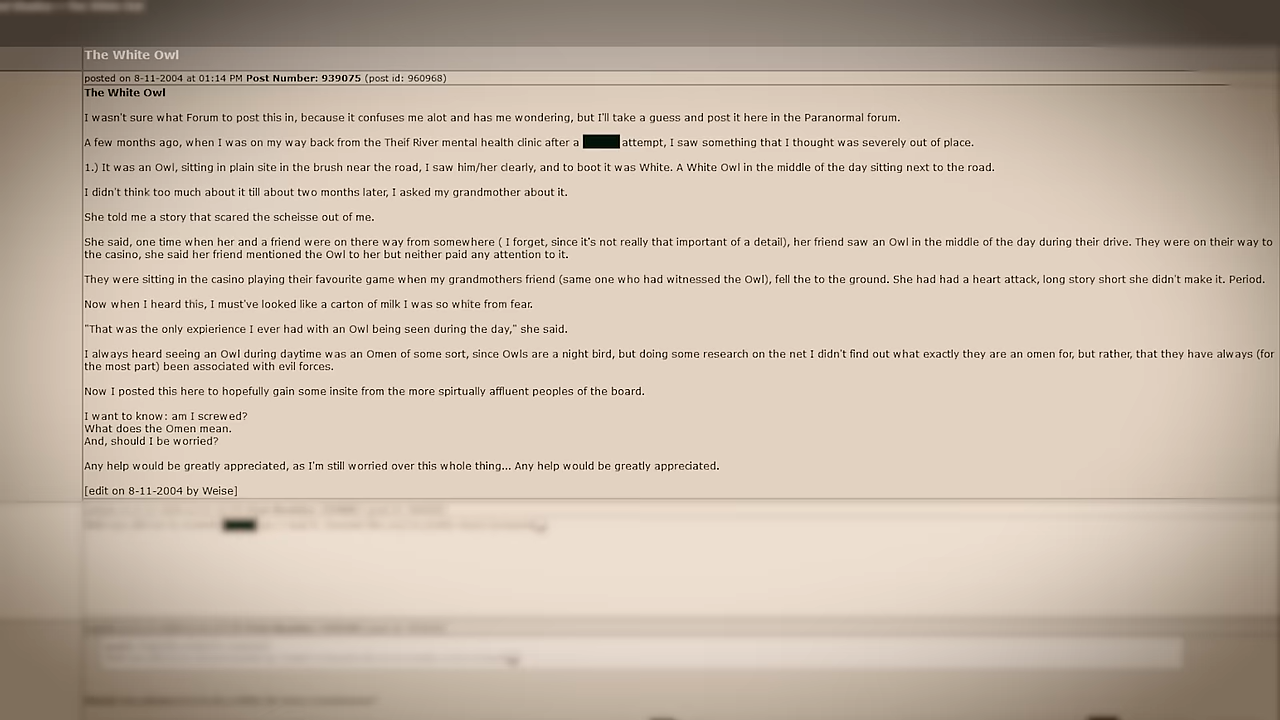 The White Owl
posted on 8-11-2004 at 01:14 PM Post Number: 939075 (post id: 960968)
The White Owl
I wasn't sure what Forum to post this in, because it confuses me alot and has me wondering, but I'll take a guess and post it here in the Paranormal forum.
A few months ago, when I was on my way back from the Theif River mental health clinic after a attempt, I saw something that I thought was severely out of place.
1.) It was an Owl, sitting in plain site in the brush near the road, I saw him/her clearly, and to boot it was White. A White Owl in the middle of the day sitting next to the road.
I didn't think too much about it till about two months later, I asked my grandmother about it.
She told me a story that scared the scheisse out of me.
She said, one time when her and a friend were on there way from somewhere ( I forget, since it's not really that important of a detail), her friend saw an Owl in the middle of the day during their drive. They were on their way to
the casino, she said her friend mentioned the Owl to her but neither paid any attention to it.
They were sitting in the casino playing their favourite game when my grandmothers friend (same one who had witnessed the Owl), fell the to the ground. She had had a heart attack, long story short she didn't make it. Period.
Now when I heard this, I must've looked like a carton of milk I was so white from fear.
"That was the only expierience I ever had with an Owl being seen during the day," she said.
I always heard seeing an Owl during daytime was an Omen of some sort, since Owls are a night bird, but doing some research on the net I didn't find out what exactly they are an omen for, but rather, that they have always (for
the most part) been associated with evil forces.
Now I posted this here to hopefully gain some insite from the more spirtually affluent peoples of the board.
I want to know: am I screwed?
What does the Omen mean.
And, should I be worried?
Any help would be greatly appreciated, as I'm still worried over this whole thing... Any help would be greatly appreciated.
[edit on 8-11-2004 by Weise]